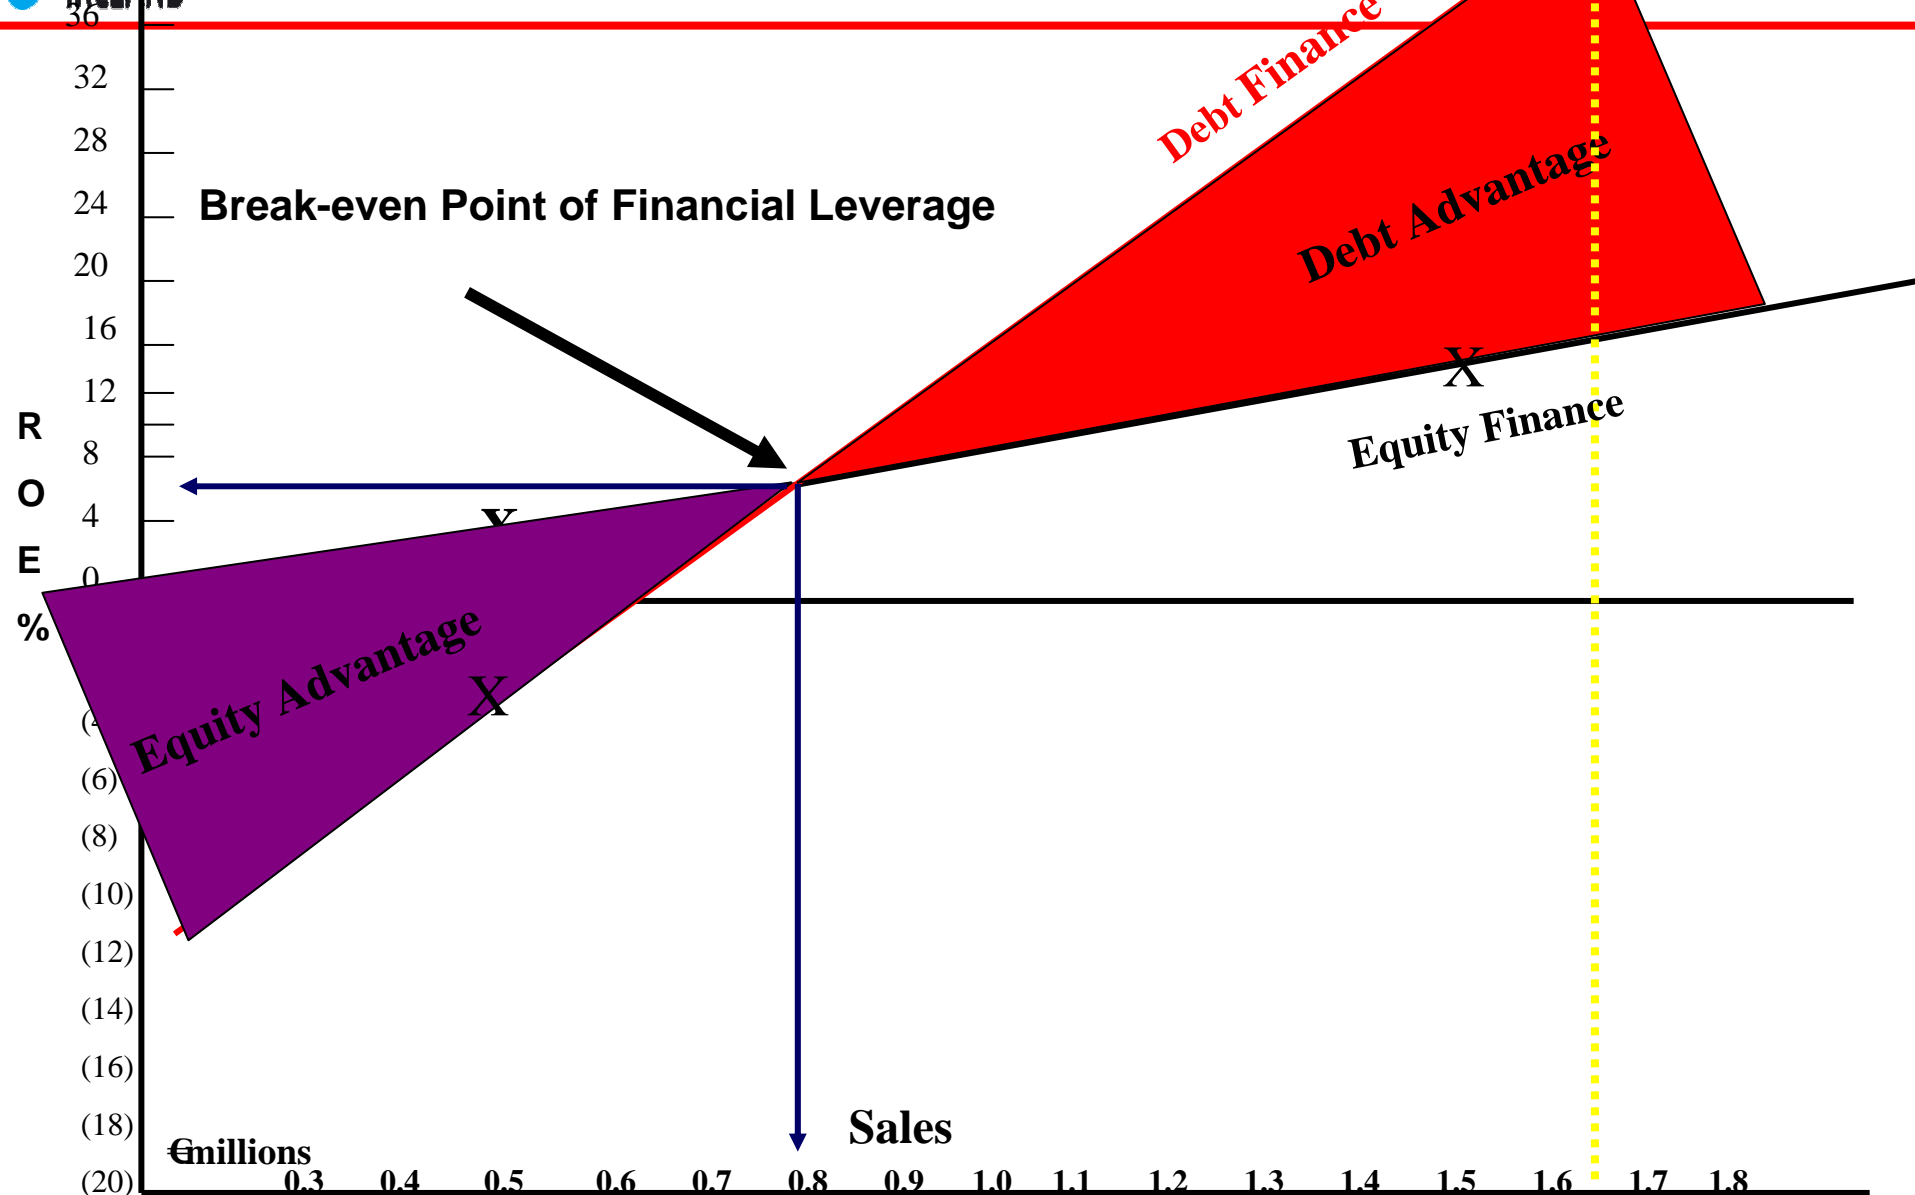 36
32
28
24
20
16
12
8
4
0
(6)
(8)
(10)
(12)
(14)
(16)
(18)
(20)
R
O
E
%
Break-even Point of Financial Leverage
Debt Finance
Debt Advantage
X
Equity Finance
X
Equity Advantage
X
Sales
€millions
0.3 0.4 0.5 0.6 0.7 0.8 0.9 1.0 1.1 1.2 1.3 1.4 1.5 1.6 1.7 1.8